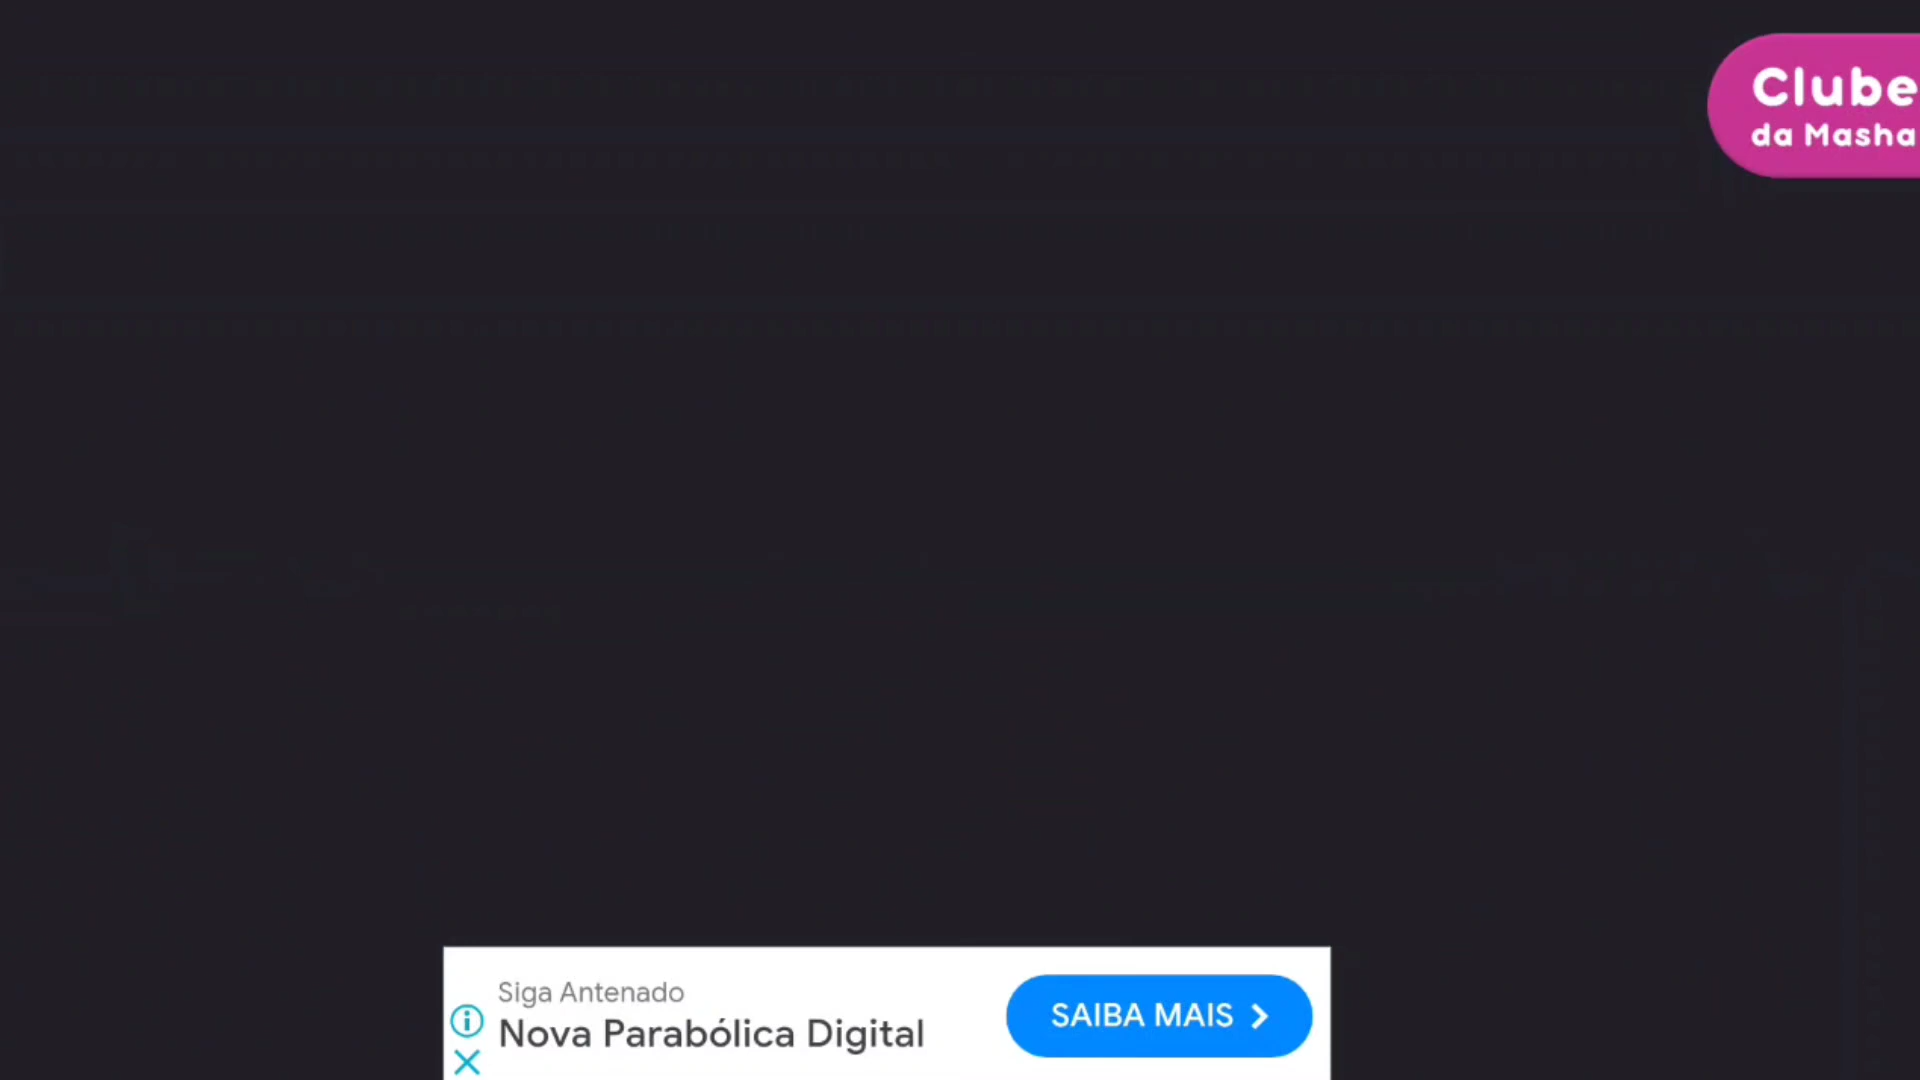 Clube
da Masha
Siga Antenado
Nova Parabólica Digital
SAIBA MAIS